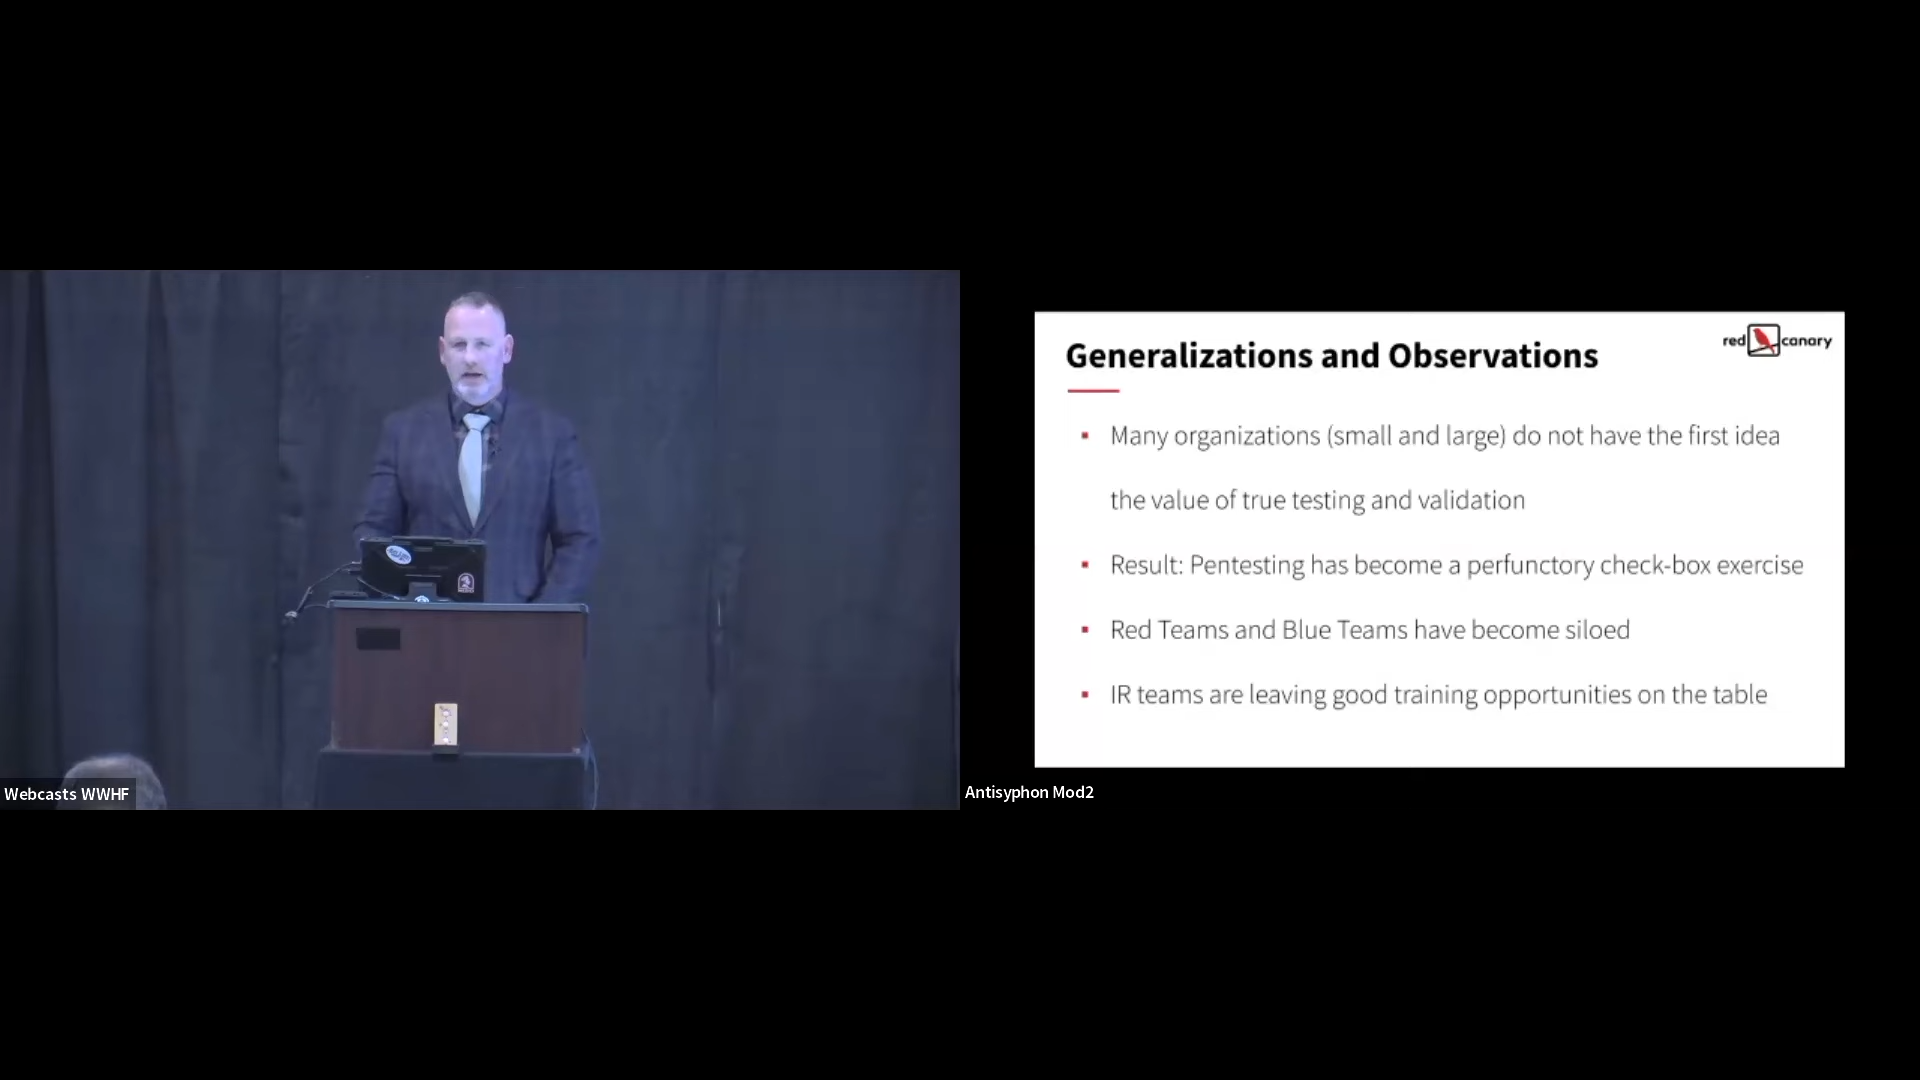 Generalizations and Observations
red canary
Many organizations (small and large) do not have the first idea
the value of true testing and validation
Result: Pentesting has become a perfunctory check-box exercise
Red Teams and Blue Teams have become siloed
IR teams are leaving good training opportunities on the table
Webcasts WWHF
Antisyphon Mod2